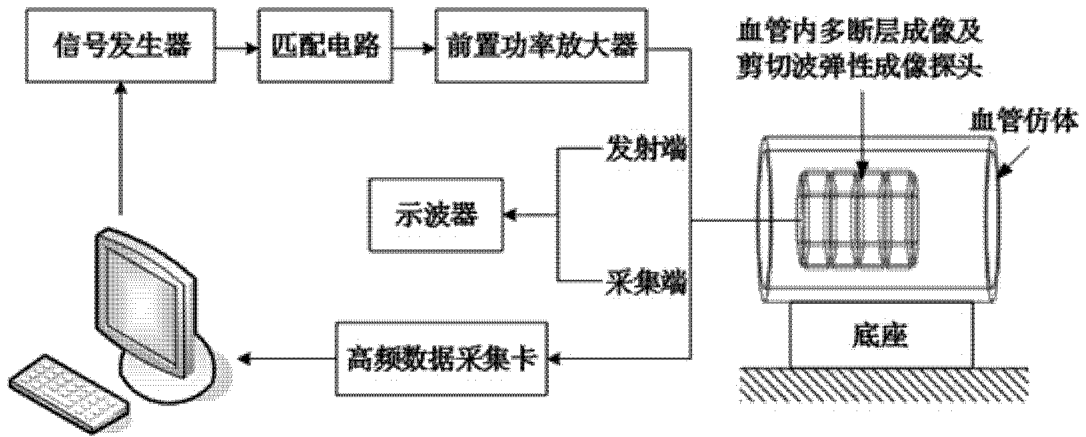 信号发生器
匹配电路
前置功率放大器
血管内多断层成像及
剪切波弹性成像探头
血管仿体
发射端
示波器
采集端
高频数据采集卡
底座